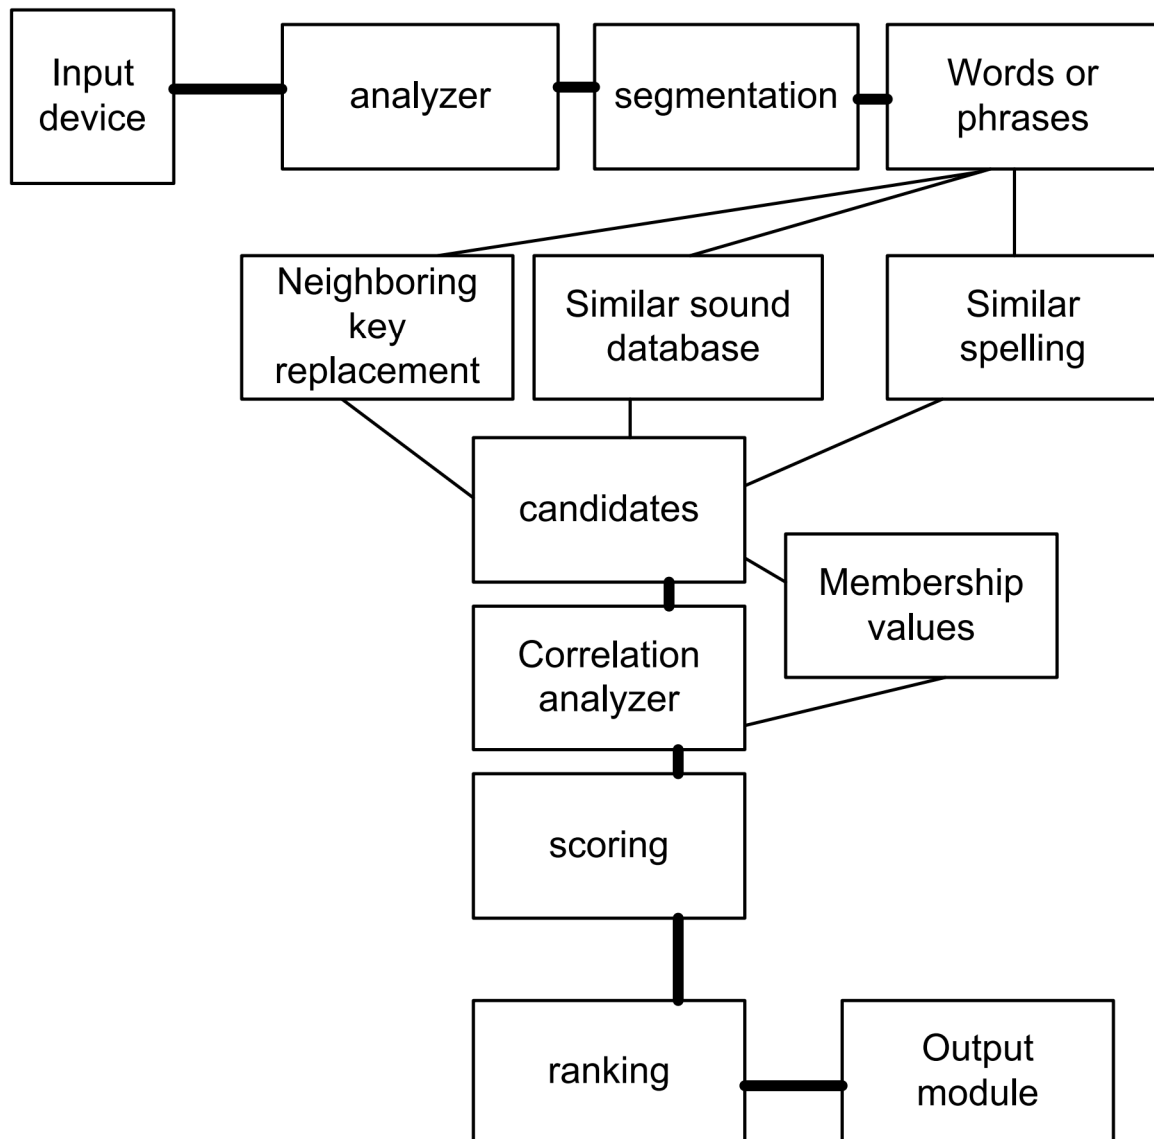 Input
device
analyzer
segmentation
Words or
phrases
Neighboring
key
replacement
Similar sound
database
Similar
spelling
candidates
Membership
values
Correlation
analyzer
scoring
ranking
Output
module